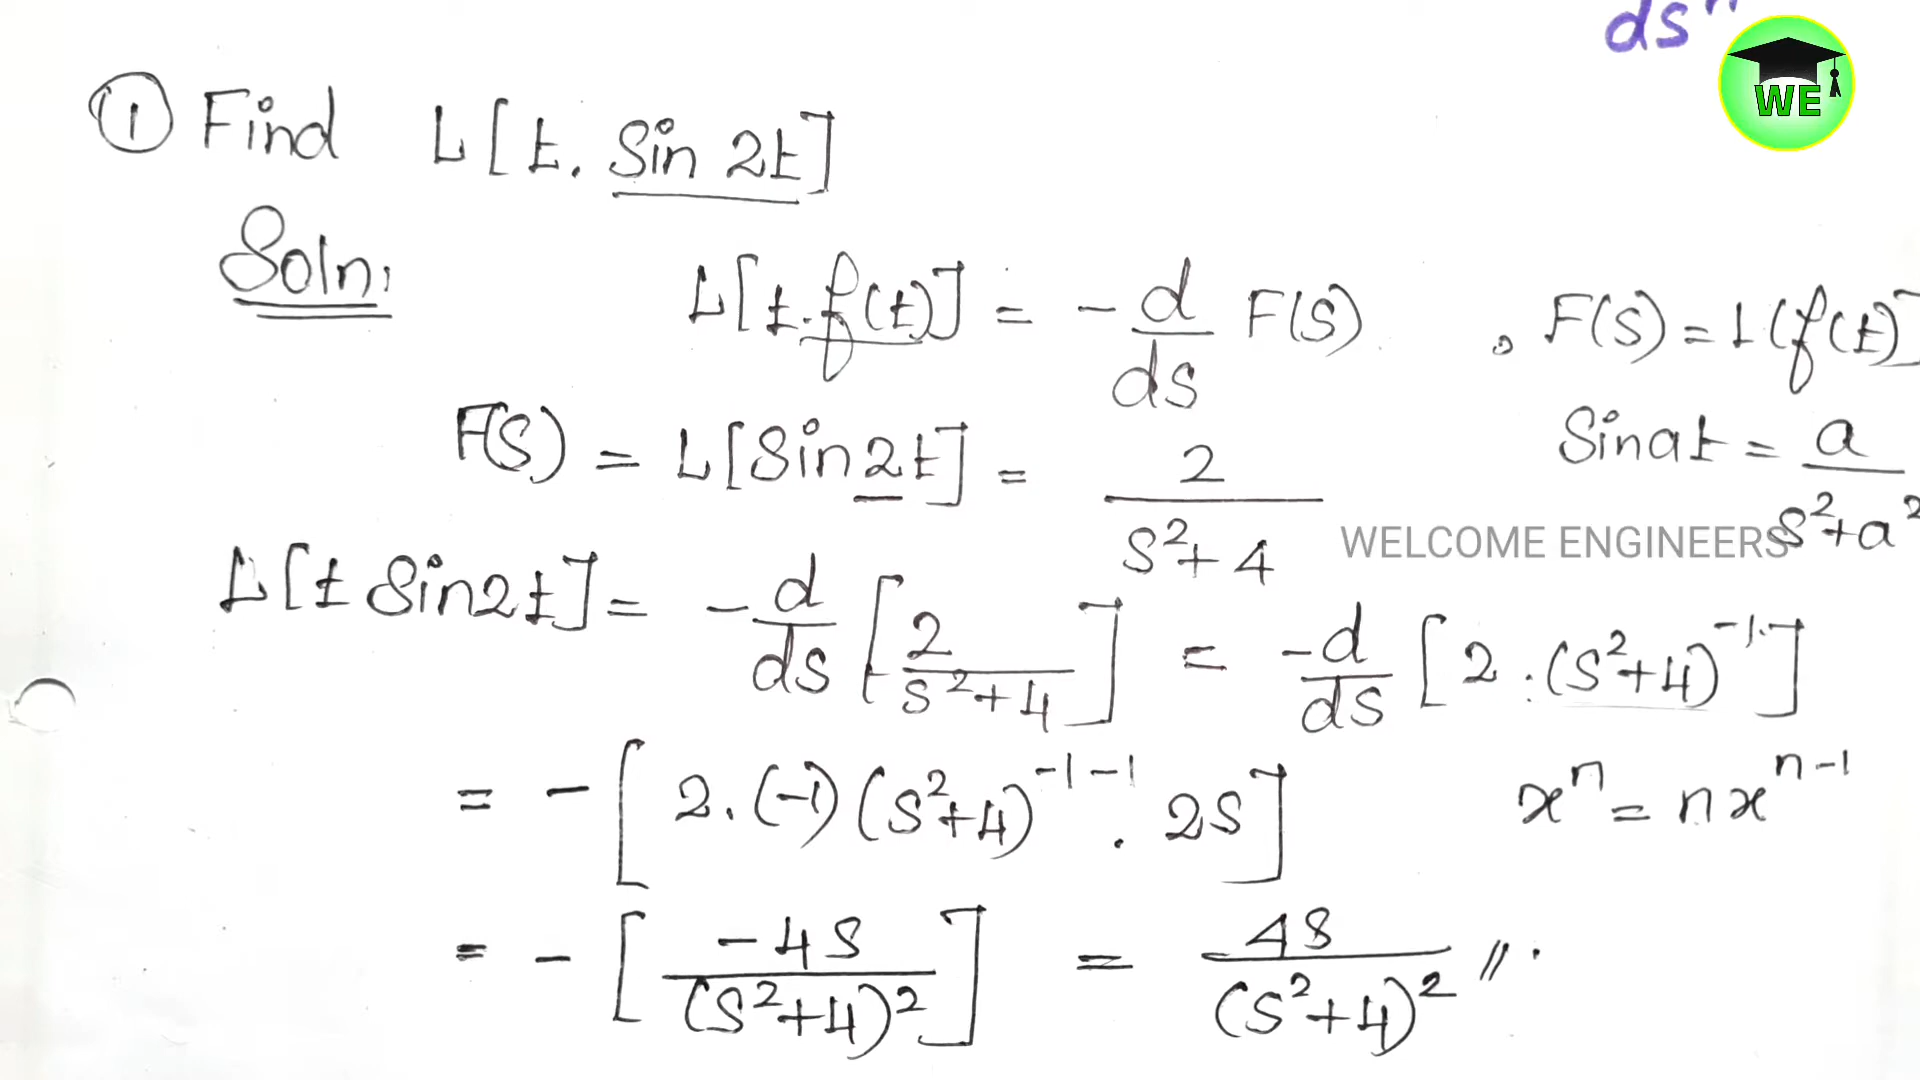 ds^n
WE
① Find L[t. Sin 2t]
Soln:
L[t.f(t)] = -d/ds F(S) , F(S) = L(f(t)]
F(S) = L[Sin2t] = 2/(S²+4)
Sinat = a/(S²+a²)
WELCOME ENGINEERS
L[t Sin2t] = -d/ds [2/(S²+4)] = -d/ds [2.(S²+4)^-1]
= -[2.(-1)(S²+4)^-1-1 . 2S]
x^n = nx^n-1
= -[-4S/(S²+4)²] = 4S/(S²+4)² //.